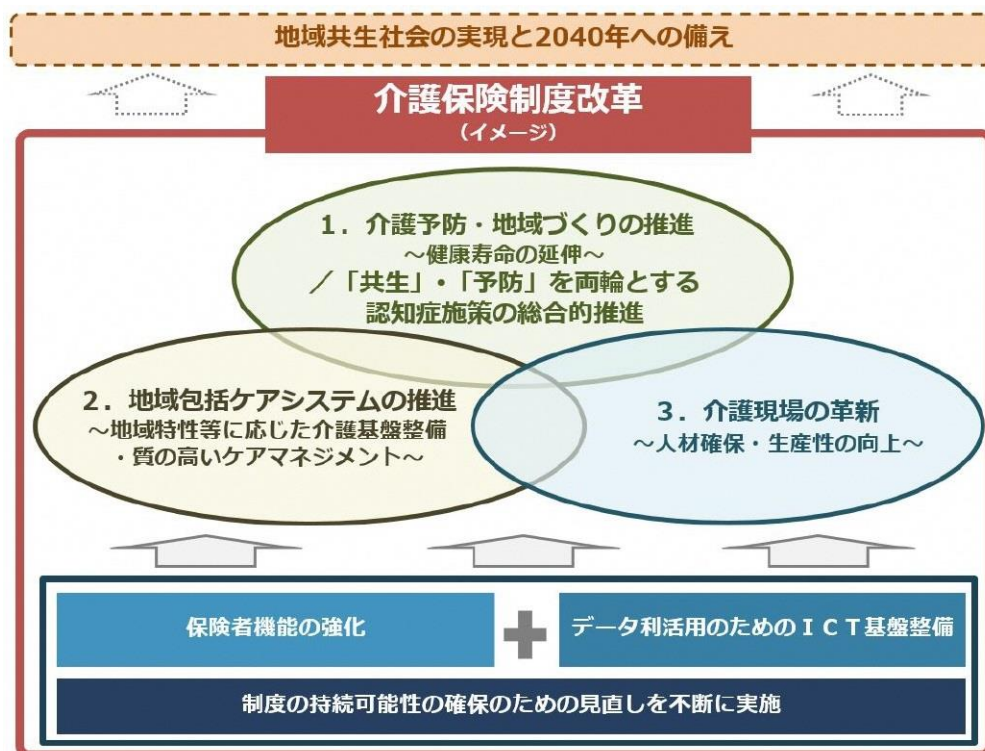 地域共生社会の実現と2040年への備え
介護保険制度改革
（イメージ）
１．介護予防・地域づくりの推進
～健康寿命の延伸～
／「共生」・「予防」を両輪とする
認知症施策の総合的推進
２．地域包括ケアシステムの推進
～地域特性等に応じた介護基盤整備
・質の高いケアマネジメント～
３．介護現場の革新
～人材確保・生産性の向上～
保険者機能の強化
＋
データ利活用のためのＩＣＴ基盤整備
制度の持続可能性の確保のための見直しを不断に実施